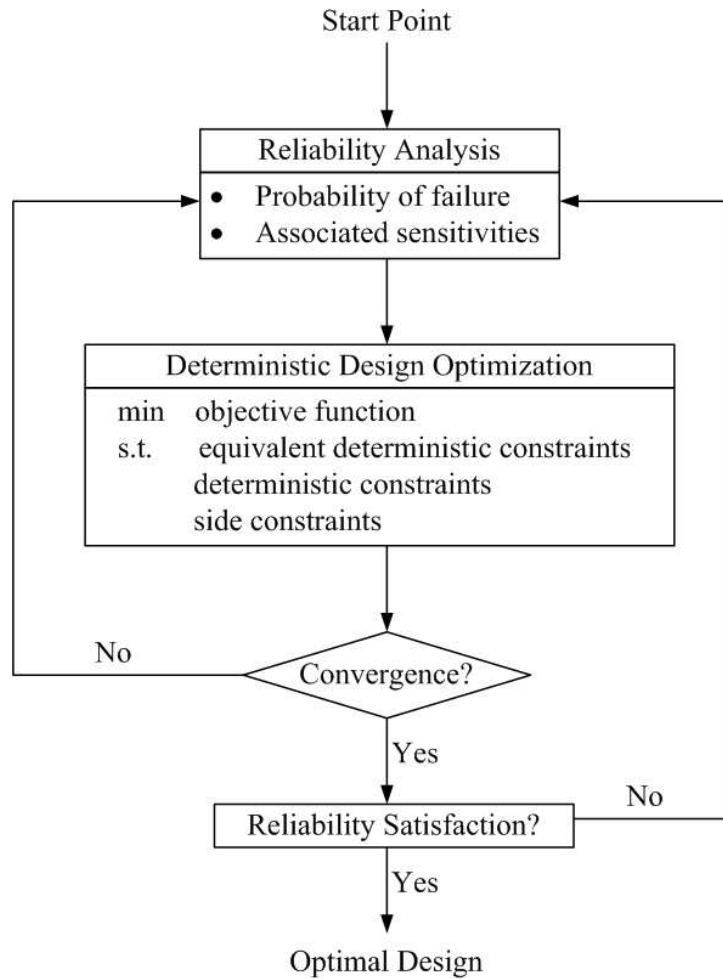 Start Point
Reliability Analysis
• Probability of failure
• Associated sensitivities
Deterministic Design Optimization
min objective function
s.t. equivalent deterministic constraints
deterministic constraints
side constraints
No
Convergence?
Yes
No
Reliability Satisfaction?
Yes
Optimal Design